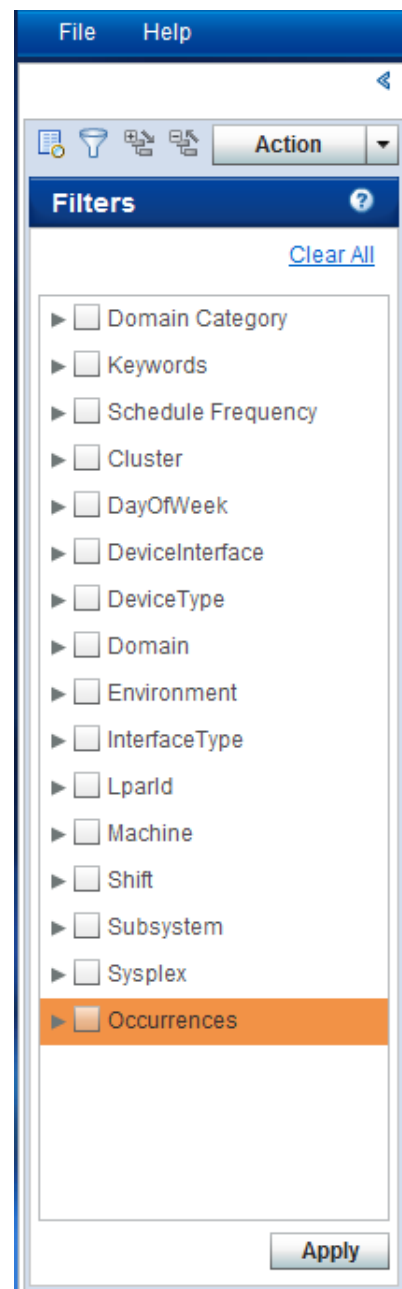 File Help
Action
Filters ?
Clear All
Domain Category
Keywords
Schedule Frequency
Cluster
DayOfWeek
DeviceInterface
DeviceType
Domain
Environment
InterfaceType
LparId
Machine
Shift
Subsystem
Sysplex
Occurrences
Apply